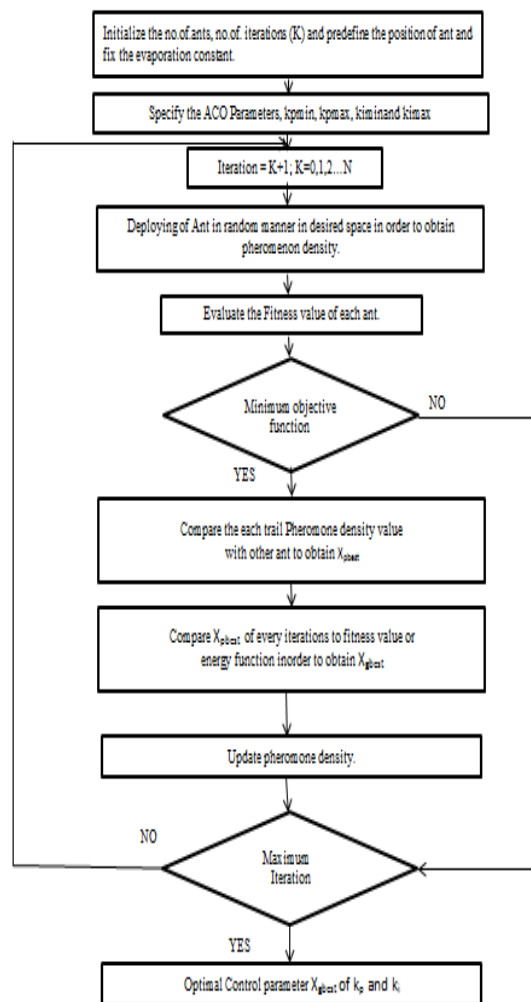 Initialize the no.of ants, no.of. iterations (K) and predefine the position of ant and
fix the evaporation constant.
Specify the ACO Parameters, kpmin, kpmax, kiminand kimax
Iteration = K+1; K=0,1,2...N
Deploying of Ant in random manner in desired space in order to obtain
pheromenon density.
Evaluate the Fitness value of each ant.
Minimum objective
function
NO
YES
Compare the each trail Pheromone density value
with other ant to obtain Xpbest
Compare Xpbest of every iterations to fitness value or
energy function inorder to obtain Xgbest
Update pheromone density.
NO
Maximum
Iteration
YES
Optimal Control parameter Xgbest of kp and ki